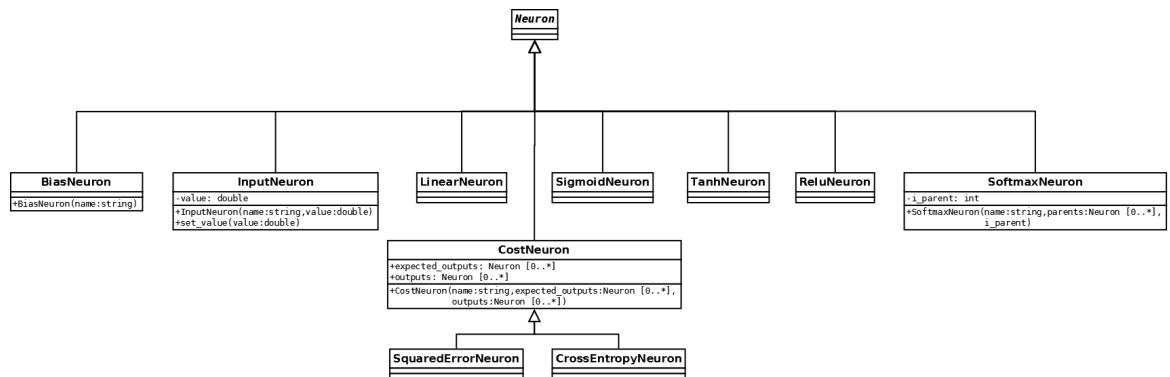 Neuron
BiasNeuron
+BiasNeuron(name:string)
InputNeuron
-value: double
+InputNeuron(name:string,value:double)
+set_value(value:double)
LinearNeuron
SigmoidNeuron
TanhNeuron
ReluNeuron
SoftmaxNeuron
-i_parent: int
+SoftmaxNeuron(name:string,parents:Neuron [0..*],
i_parent)
CostNeuron
+expected_outputs: Neuron [0..*]
+outputs: Neuron [0..*]
+CostNeuron(name:string,expected_outputs:Neuron [0..*],
outputs:Neuron [0..*])
SquaredErrorNeuron
CrossEntropyNeuron